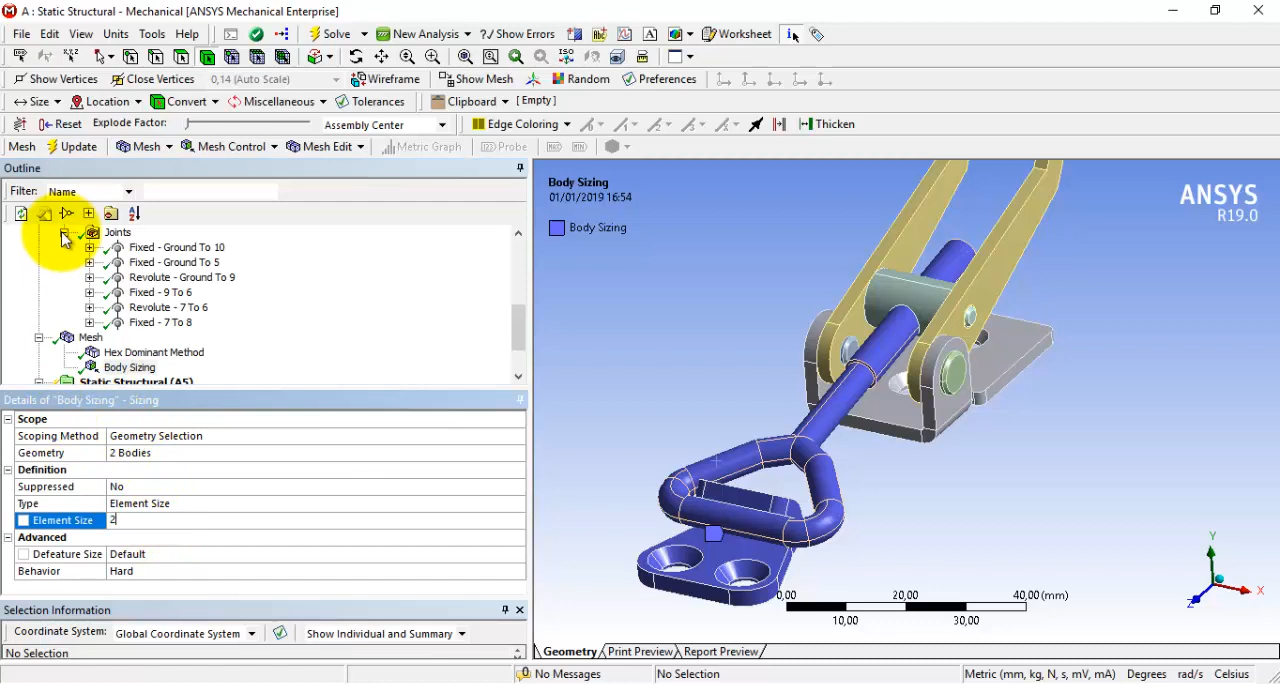 A : Static Structural - Mechanical [ANSYS Mechanical Enterprise]
File Edit View Units Tools Help Solve New Analysis ?/ Show Errors Worksheet
Show Vertices Close Vertices 0,14 (Auto Scale) Wireframe Show Mesh Random Preferences
Size Location Convert Miscellaneous Tolerances Clipboard [ Empty ]
Reset Explode Factor: Assembly Center Edge Coloring Thicken
Mesh Update Mesh Mesh Control Mesh Edit Metric Graph Probe
Outline
Filter: Name
Joints
Fixed - Ground To 10
Fixed - Ground To 5
Revolute - Ground To 9
Fixed - 9 To 6
Revolute - 7 To 6
Fixed - 7 To 8
Mesh
Hex Dominant Method
Body Sizing
Static Structural (A5)
Details of "Body Sizing" - Sizing
Scope
Scoping Method Geometry Selection
Geometry 2 Bodies
Definition
Suppressed No
Type Element Size
Element Size 2
Advanced
Defeature Size Default
Behavior Hard
Selection Information
Coordinate System: Global Coordinate System Show Individual and Summary
No Selection
Body Sizing
01/01/2019 16:54
Body Sizing
ANSYS
R19.0
0,00 20,00 40,00 (mm)
10,00 30,00
Y
X
Z
Geometry Print Preview Report Preview
No Messages No Selection Metric (mm, kg, N, s, mV, mA) Degrees rad/s Celsius